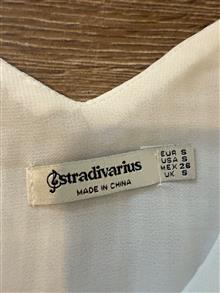 stradivarius
MADE IN CHINA
EUR S
USA S
MEX 26
UK S